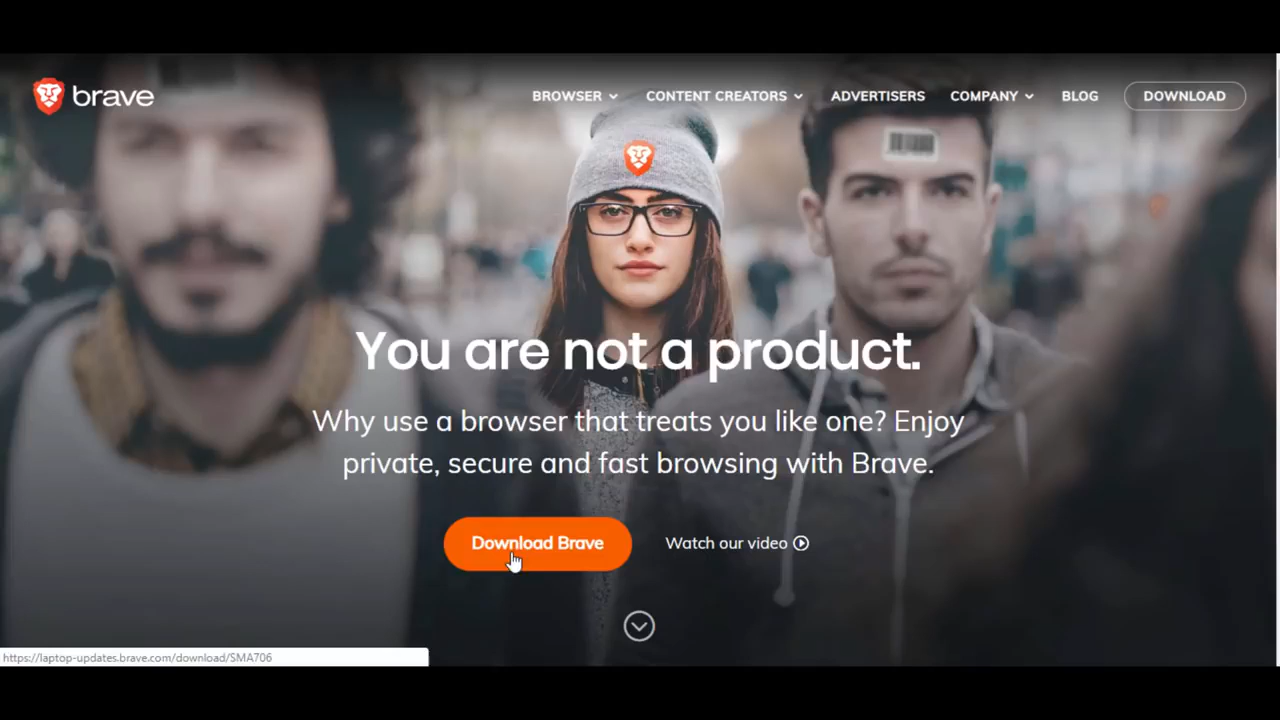 brave
BROWSER
CONTENT CREATORS
ADVERTISERS
COMPANY
BLOG
DOWNLOAD
You are not a product.
Why use a browser that treats you like one? Enjoy
private, secure and fast browsing with Brave.
Download Brave
Watch our video
https://laptop-updates.brave.com/download/SMA706